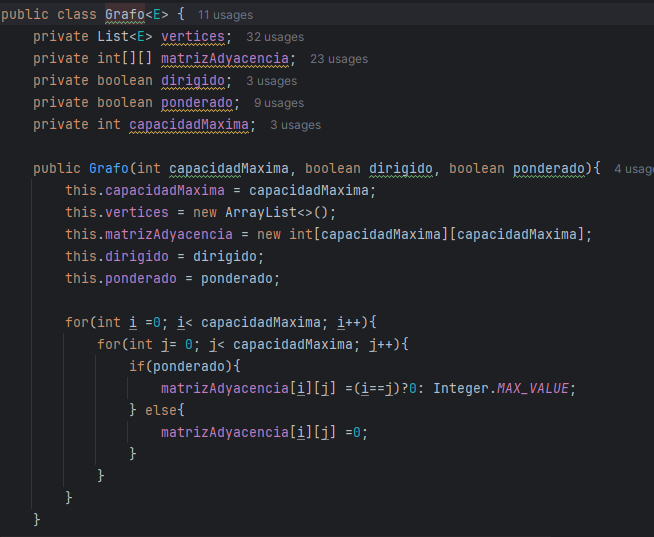 public class Grafo<E> {  11 usages
    private List<E> vertices;  32 usages
    private int[][] matrizAdyacencia;  23 usages
    private boolean dirigido;  3 usages
    private boolean ponderado;  9 usages
    private int capacidadMaxima;  3 usages
    public Grafo(int capacidadMaxima, boolean dirigido, boolean ponderado){  4 usage
        this.capacidadMaxima = capacidadMaxima;
        this.vertices = new ArrayList<>();
        this.matrizAdyacencia = new int[capacidadMaxima][capacidadMaxima];
        this.dirigido = dirigido;
        this.ponderado = ponderado;
        for(int i =0; i< capacidadMaxima; i++){
            for(int j= 0; j< capacidadMaxima; j++){
                if(ponderado){
                    matrizAdyacencia[i][j] =(i==j)?0: Integer.MAX_VALUE;
                } else{
                    matrizAdyacencia[i][j] =0;
                }
            }
        }
    }